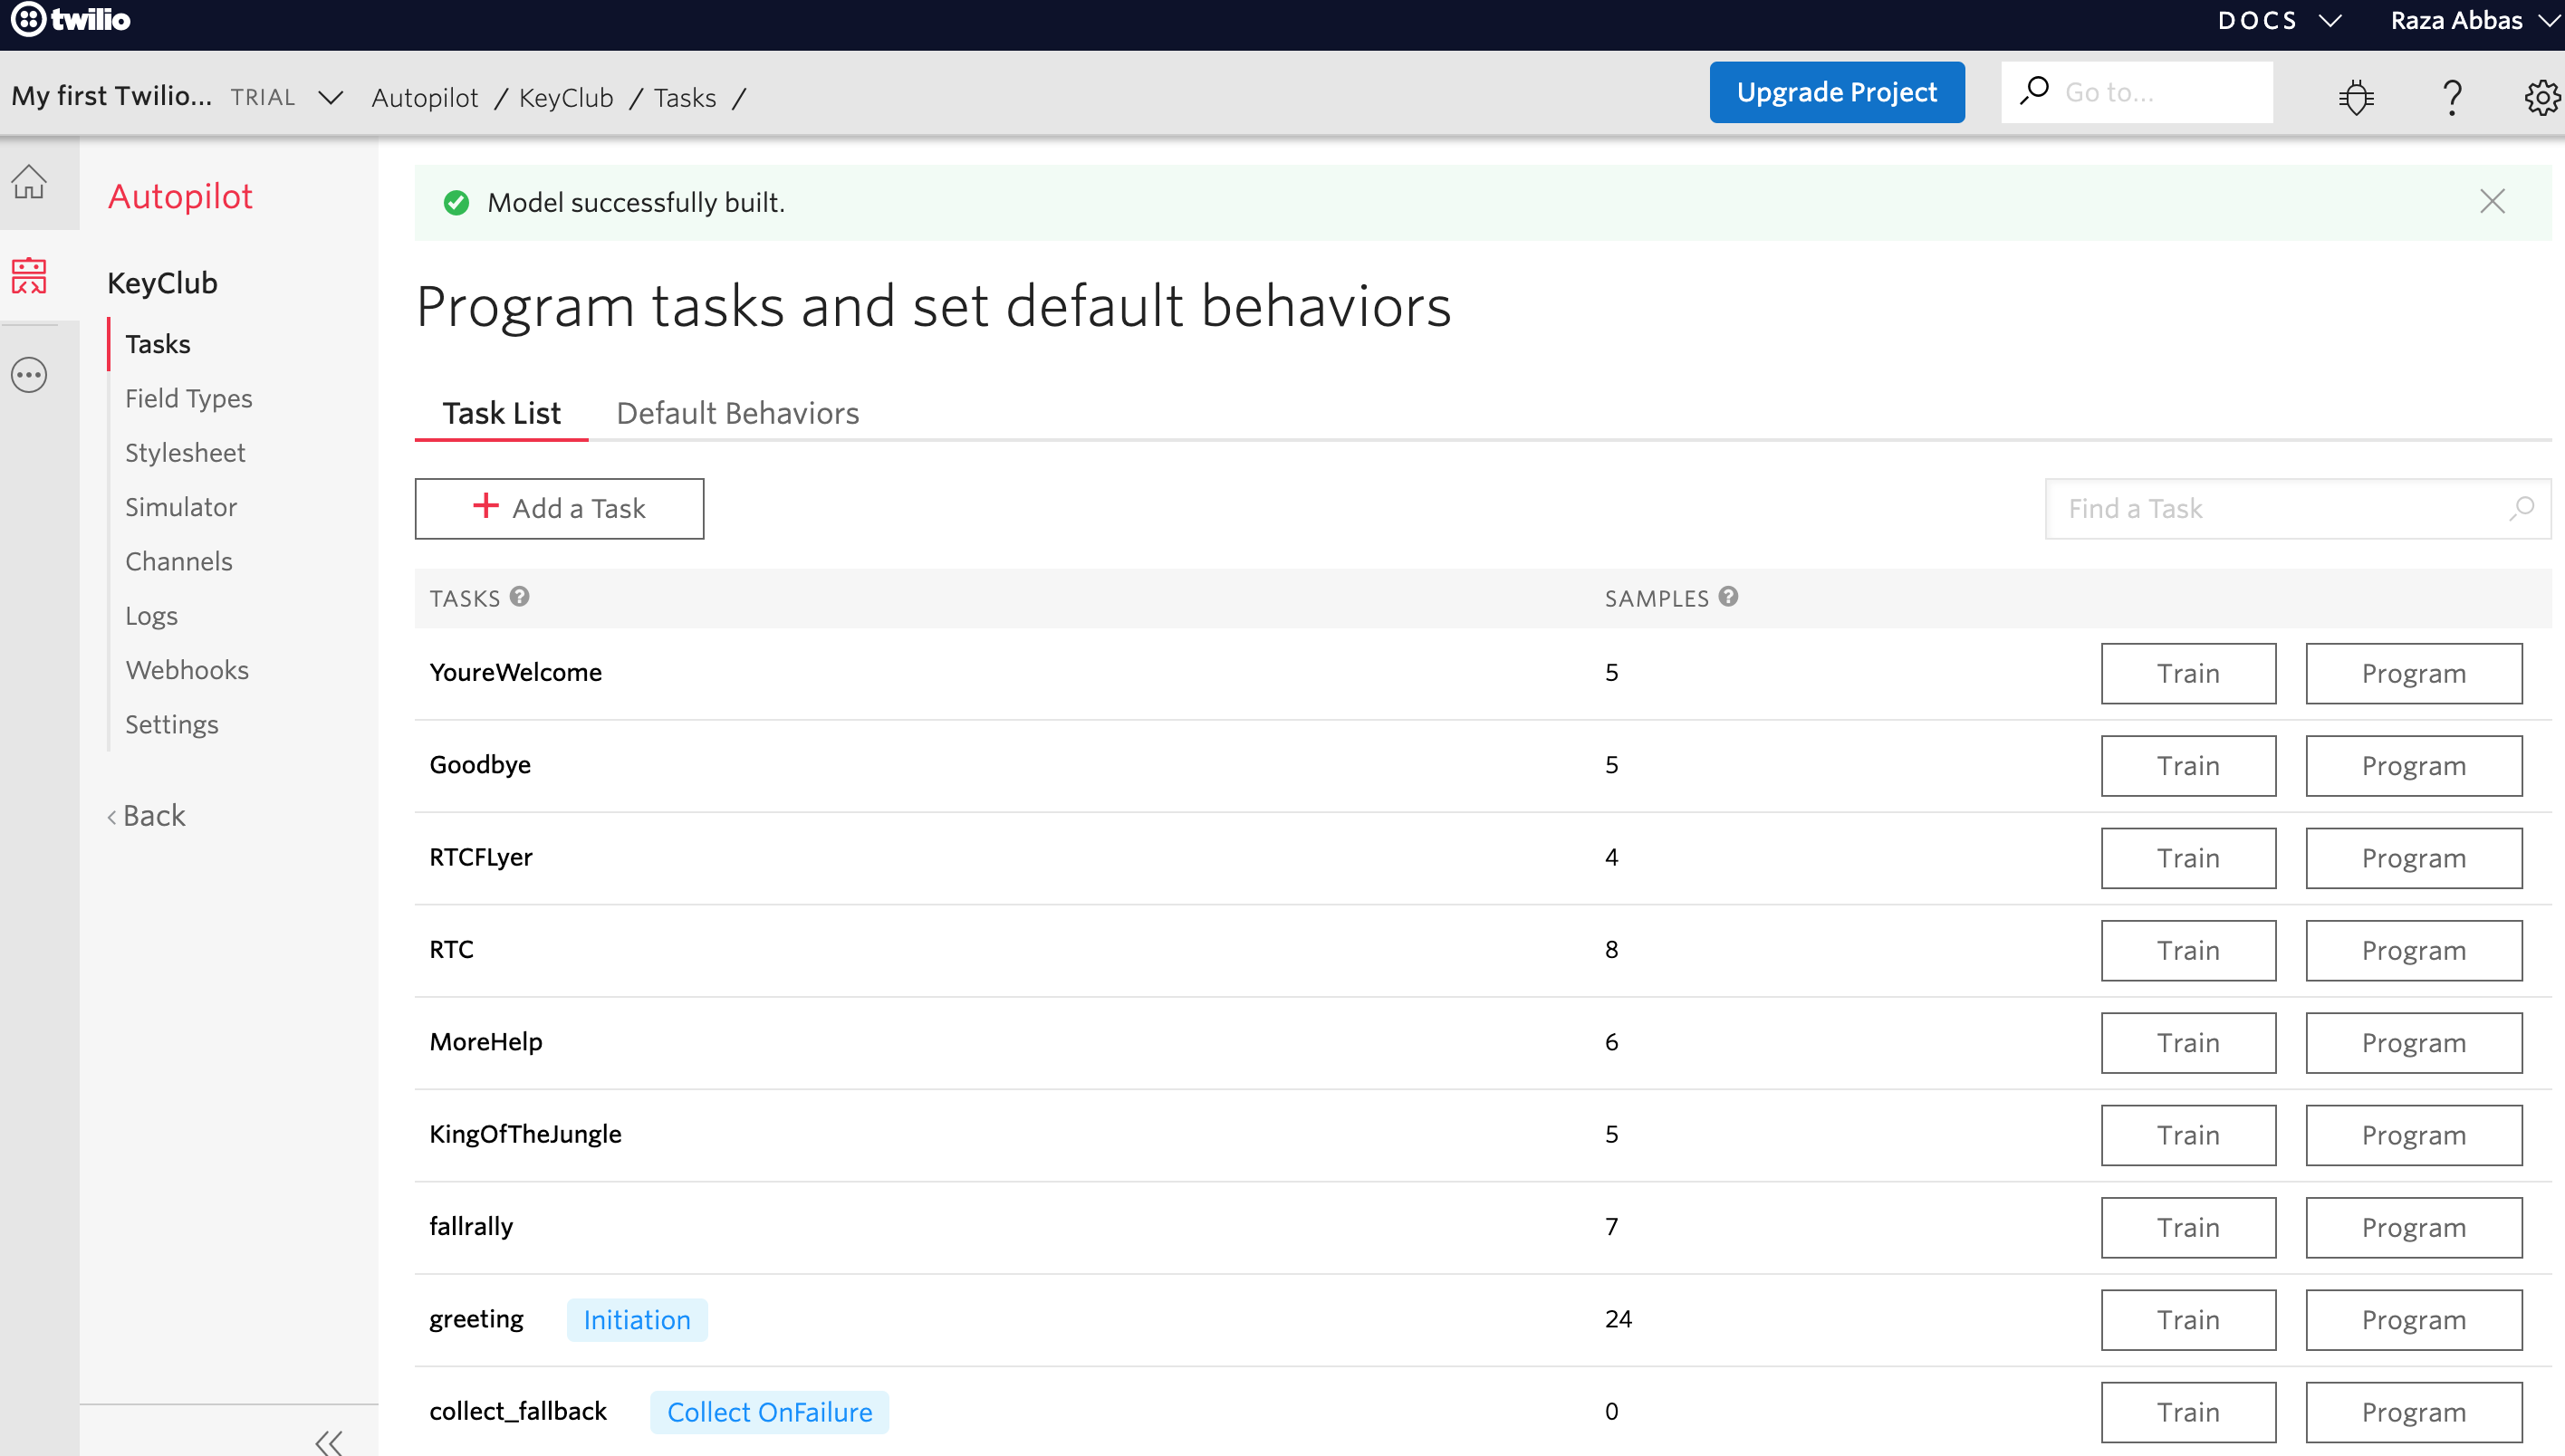 twilio
DOCS
Raza Abbas
My first Twilio... TRIAL
Autopilot / KeyClub / Tasks /
Upgrade Project
Go to...
Autopilot
KeyClub
Tasks
Field Types
Stylesheet
Simulator
Channels
Logs
Webhooks
Settings
‹ Back
Model successfully built.
Program tasks and set default behaviors
Task List
Default Behaviors
+ Add a Task
Find a Task
TASKS ? SAMPLES ?
YoureWelcome 5 Train Program
Goodbye 5 Train Program
RTCFLyer 4 Train Program
RTC 8 Train Program
MoreHelp 6 Train Program
KingOfTheJungle 5 Train Program
fallrally 7 Train Program
greeting Initiation 24 Train Program
collect_fallback Collect OnFailure 0 Train Program